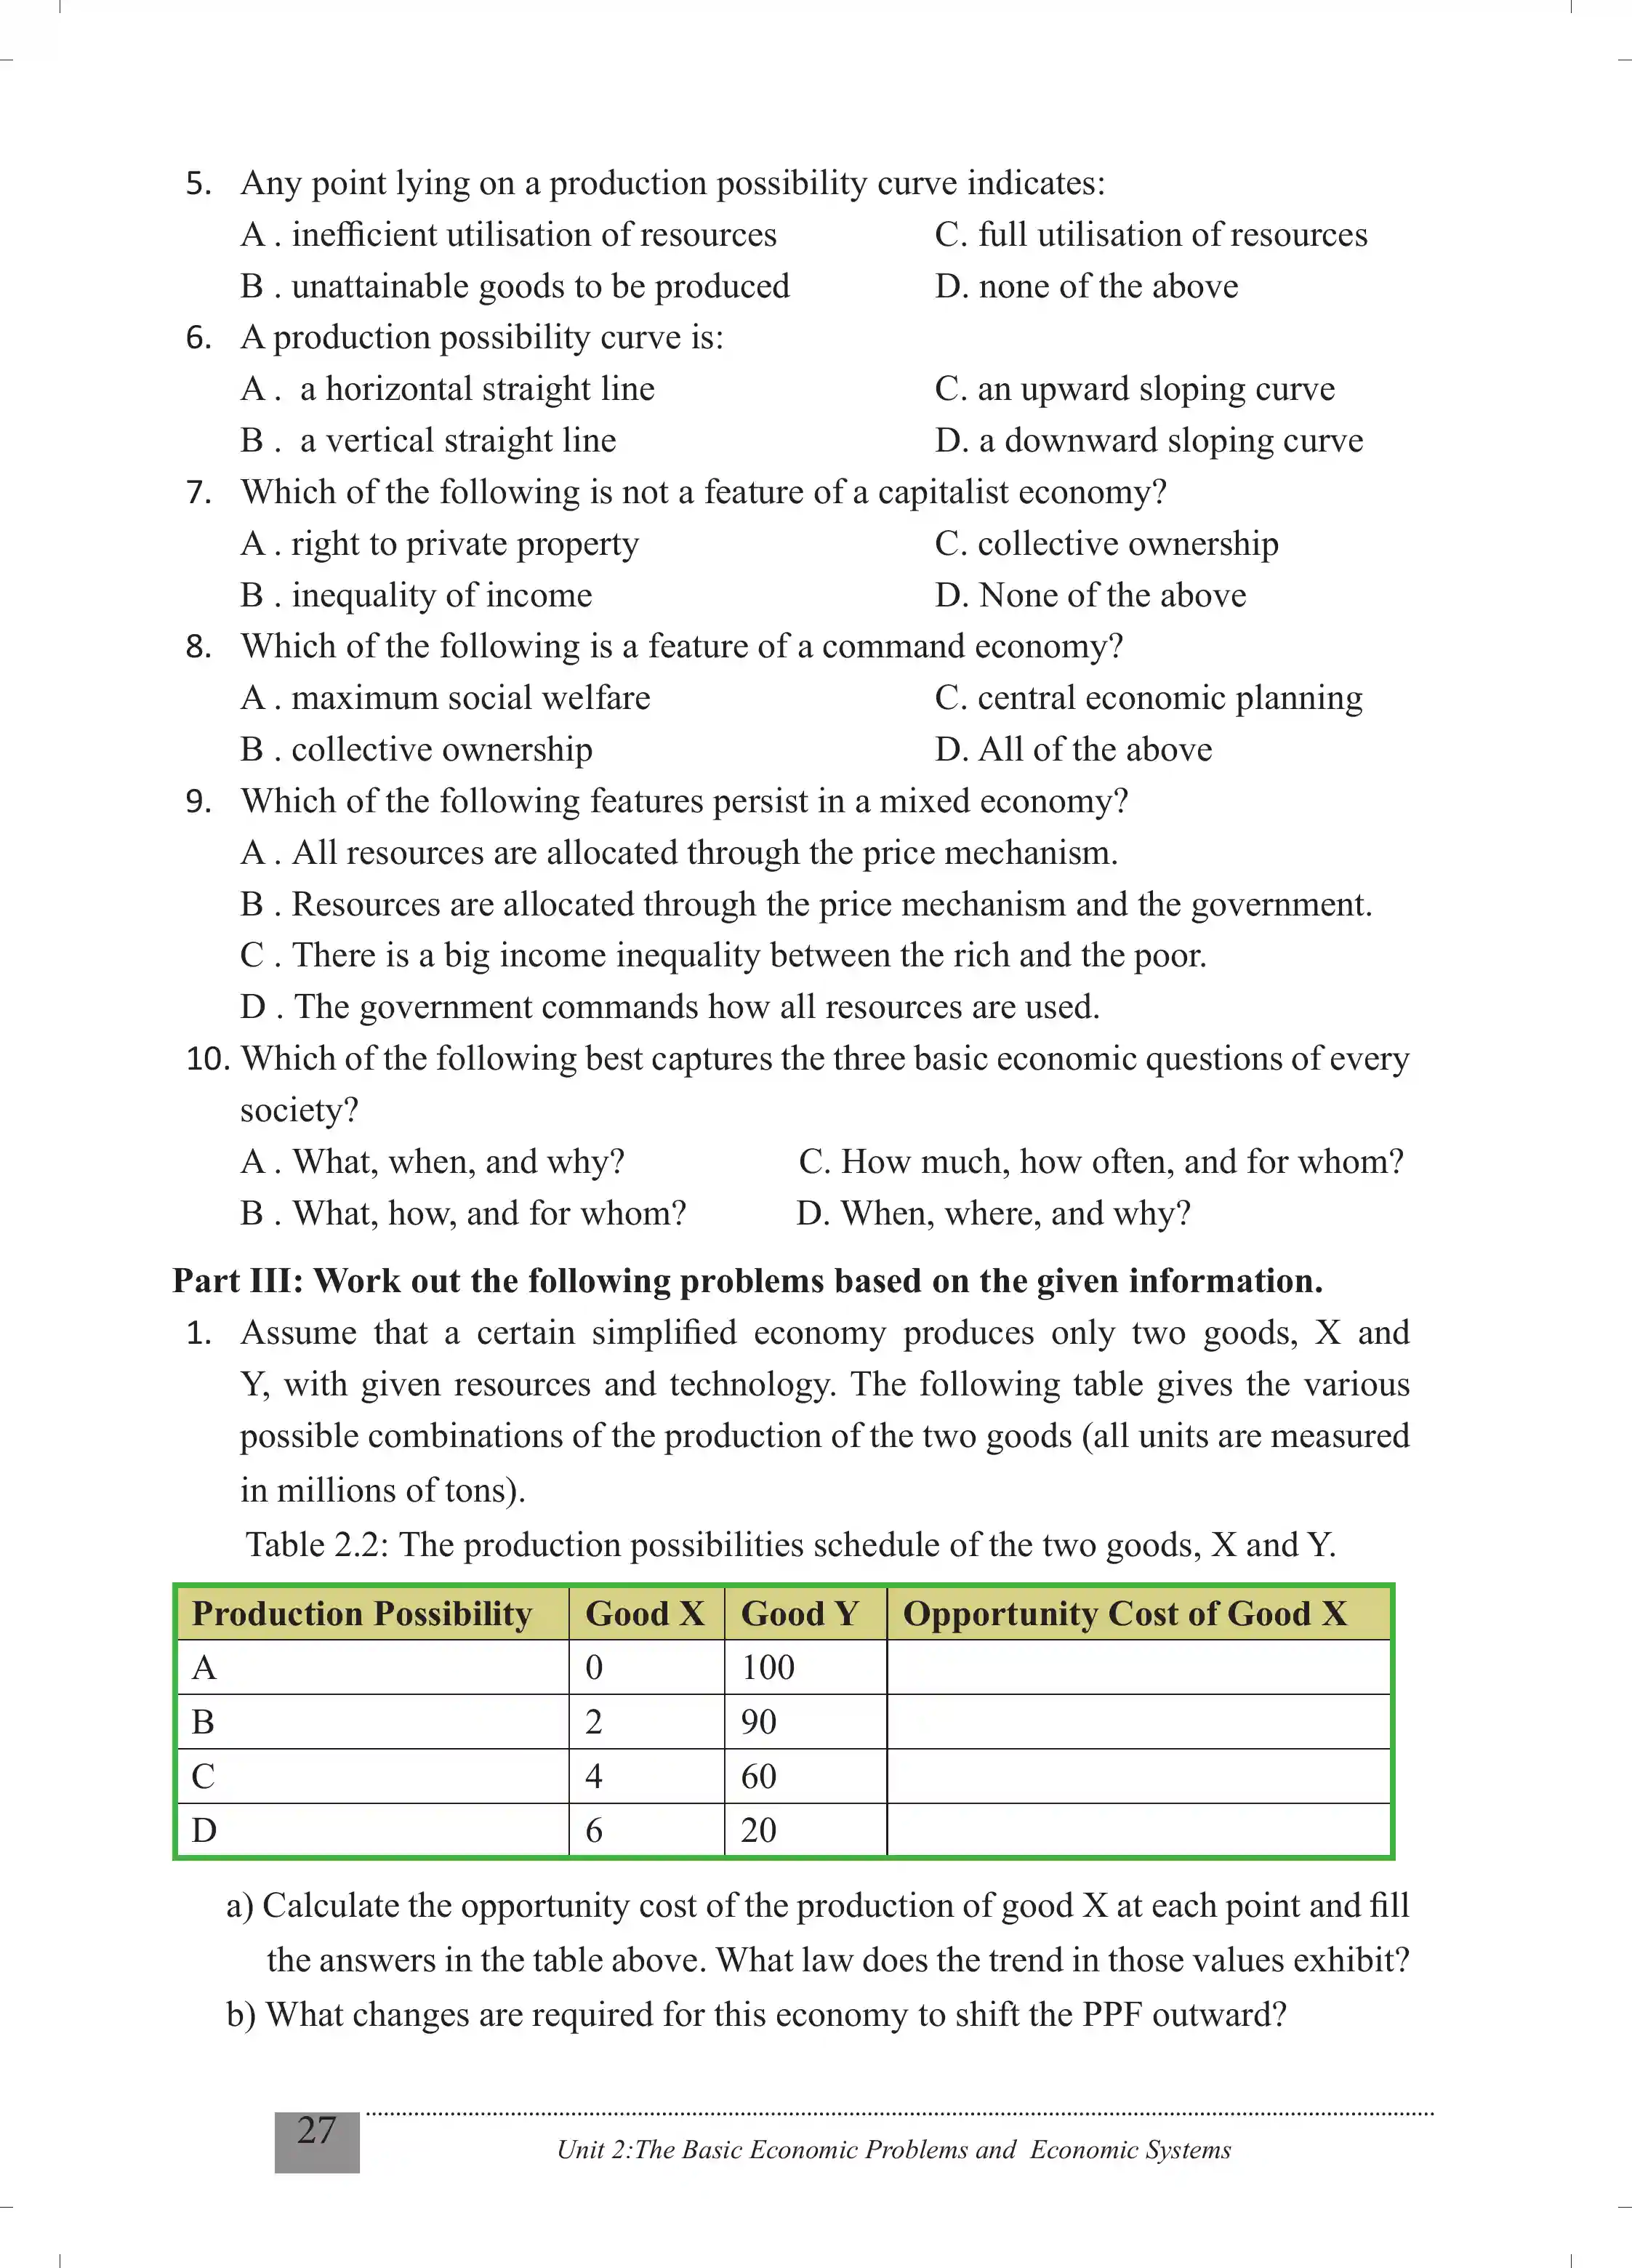 5. Any point lying on a production possibility curve indicates:
A . inefficient utilisation of resources C. full utilisation of resources
B . unattainable goods to be produced D. none of the above
6. A production possibility curve is:
A . a horizontal straight line C. an upward sloping curve
B . a vertical straight line D. a downward sloping curve
7. Which of the following is not a feature of a capitalist economy?
A . right to private property C. collective ownership
B . inequality of income D. None of the above
8. Which of the following is a feature of a command economy?
A . maximum social welfare C. central economic planning
B . collective ownership D. All of the above
9. Which of the following features persist in a mixed economy?
A . All resources are allocated through the price mechanism.
B . Resources are allocated through the price mechanism and the government.
C . There is a big income inequality between the rich and the poor.
D . The government commands how all resources are used.
10. Which of the following best captures the three basic economic questions of every
society?
A . What, when, and why? C. How much, how often, and for whom?
B . What, how, and for whom? D. When, where, and why?
Part III: Work out the following problems based on the given information.
1. Assume that a certain simplified economy produces only two goods, X and
Y, with given resources and technology. The following table gives the various
possible combinations of the production of the two goods (all units are measured
in millions of tons).
Table 2.2: The production possibilities schedule of the two goods, X and Y.
Production Possibility Good X Good Y Opportunity Cost of Good X
A 0 100
B 2 90
C 4 60
D 6 20
a) Calculate the opportunity cost of the production of good X at each point and fill
the answers in the table above. What law does the trend in those values exhibit?
b) What changes are required for this economy to shift the PPF outward?
27
Unit 2:The Basic Economic Problems and Economic Systems